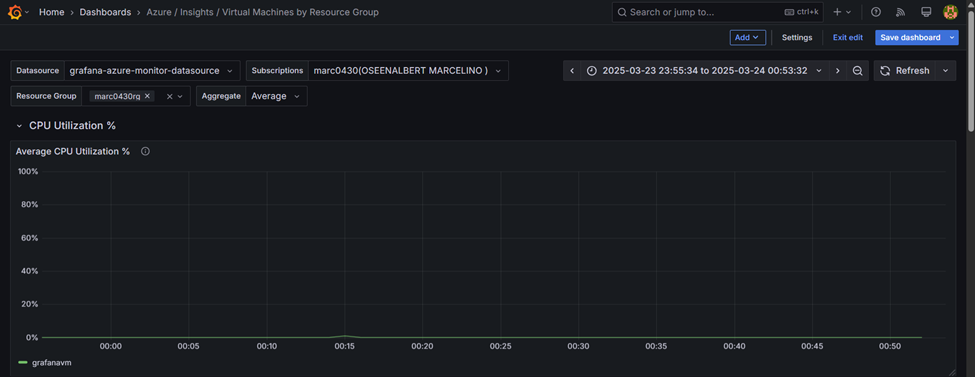 Home › Dashboards › Azure / Insights / Virtual Machines by Resource Group
Search or jump to... ctrl+k
Add Settings Exit edit Save dashboard
Datasource grafana-azure-monitor-datasource Subscriptions marc0430(OSEENALBERT MARCELINO ) 2025-03-23 23:55:34 to 2025-03-24 00:53:32 Refresh
Resource Group marc0430rg Aggregate Average
CPU Utilization %
Average CPU Utilization %
100%
80%
60%
40%
20%
0%
00:00 00:05 00:10 00:15 00:20 00:25 00:30 00:35 00:40 00:45 00:50
grafanavm